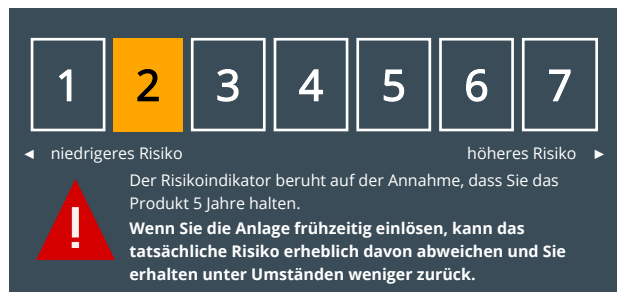 1 2 3 4 5 6 7
◄ niedrigeres Risiko höheres Risiko ►
Der Risikoindikator beruht auf der Annahme, dass Sie das
Produkt 5 Jahre halten.
! Wenn Sie die Anlage frühzeitig einlösen, kann das
tatsächliche Risiko erheblich davon abweichen und Sie
erhalten unter Umständen weniger zurück.